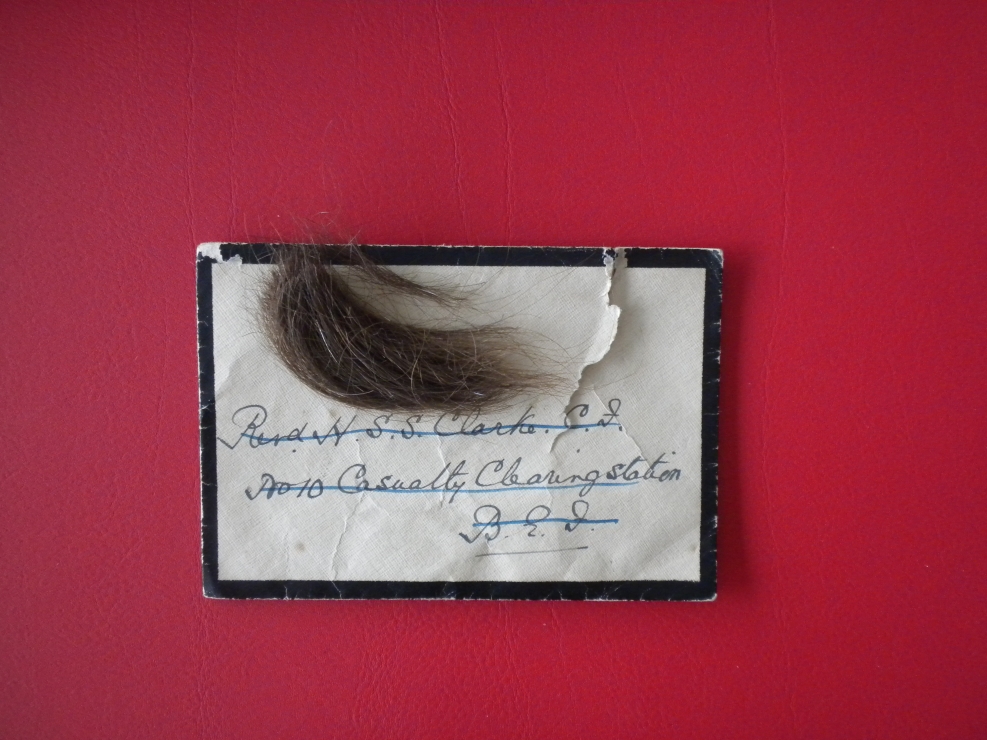 Revd. H. S. S. Clarke. C. F.
No 10 Casualty Clearing station
B. E. F.